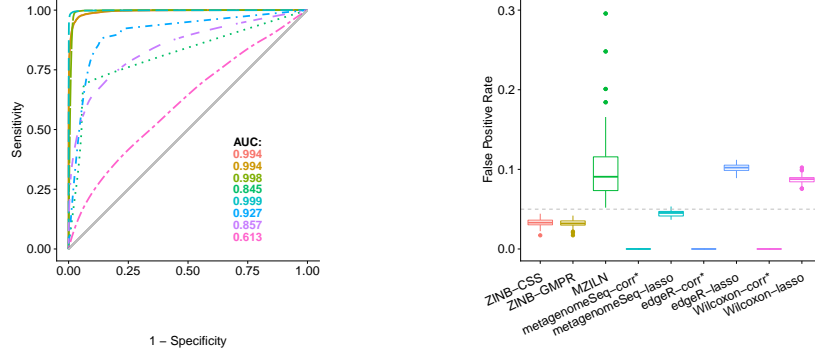 1.00
0.75
0.50
0.25
0.00
Sensitivity
AUC:
0.994
0.994
0.998
0.845
0.999
0.927
0.857
0.613
0.00 0.25 0.50 0.75 1.00
1 − Specificity
0.3
0.2
0.1
0.0
False Positive Rate
ZINB−CSS
ZINB−GMPR
MZILN
metagenomeSeq−corr*
metagenomeSeq−lasso
edgeR−corr*
edgeR−lasso
Wilcoxon−corr*
Wilcoxon−lasso